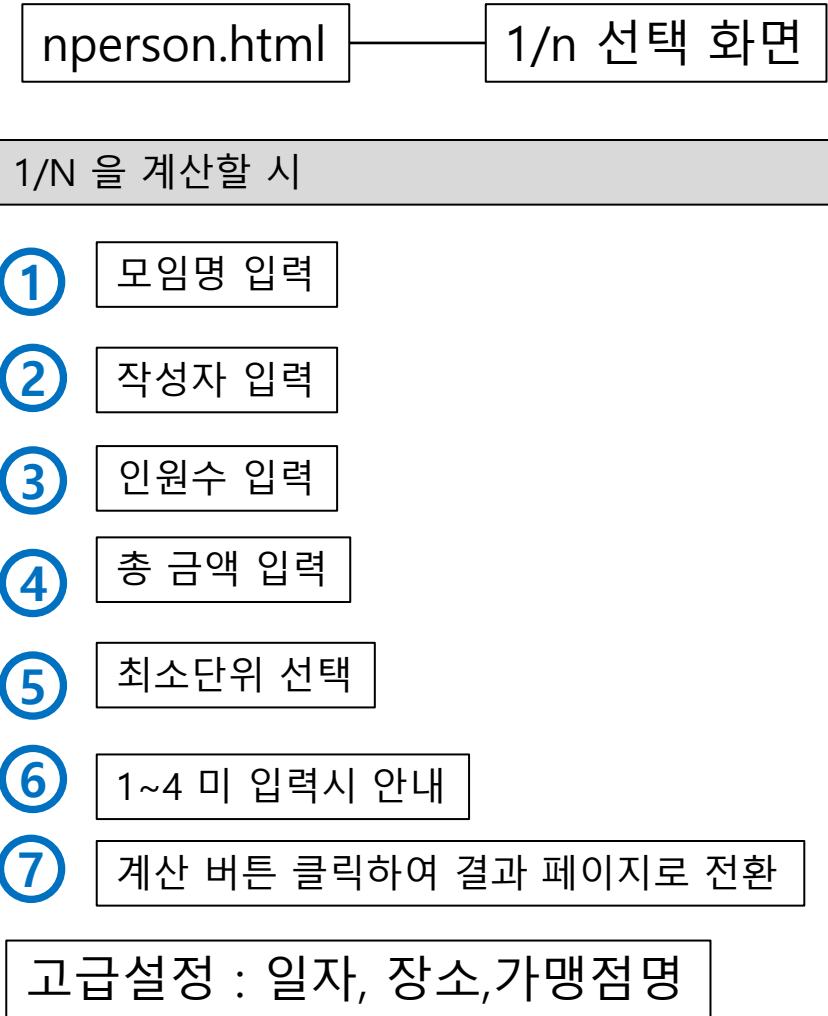 nperson.html
1/n 선택 화면
1/N 을 계산할 시
1 모임명 입력
2 작성자 입력
3 인원수 입력
4 총 금액 입력
5 최소단위 선택
6 1~4 미 입력시 안내
7 계산 버튼 클릭하여 결과 페이지로 전환
고급설정 : 일자, 장소,가맹점명